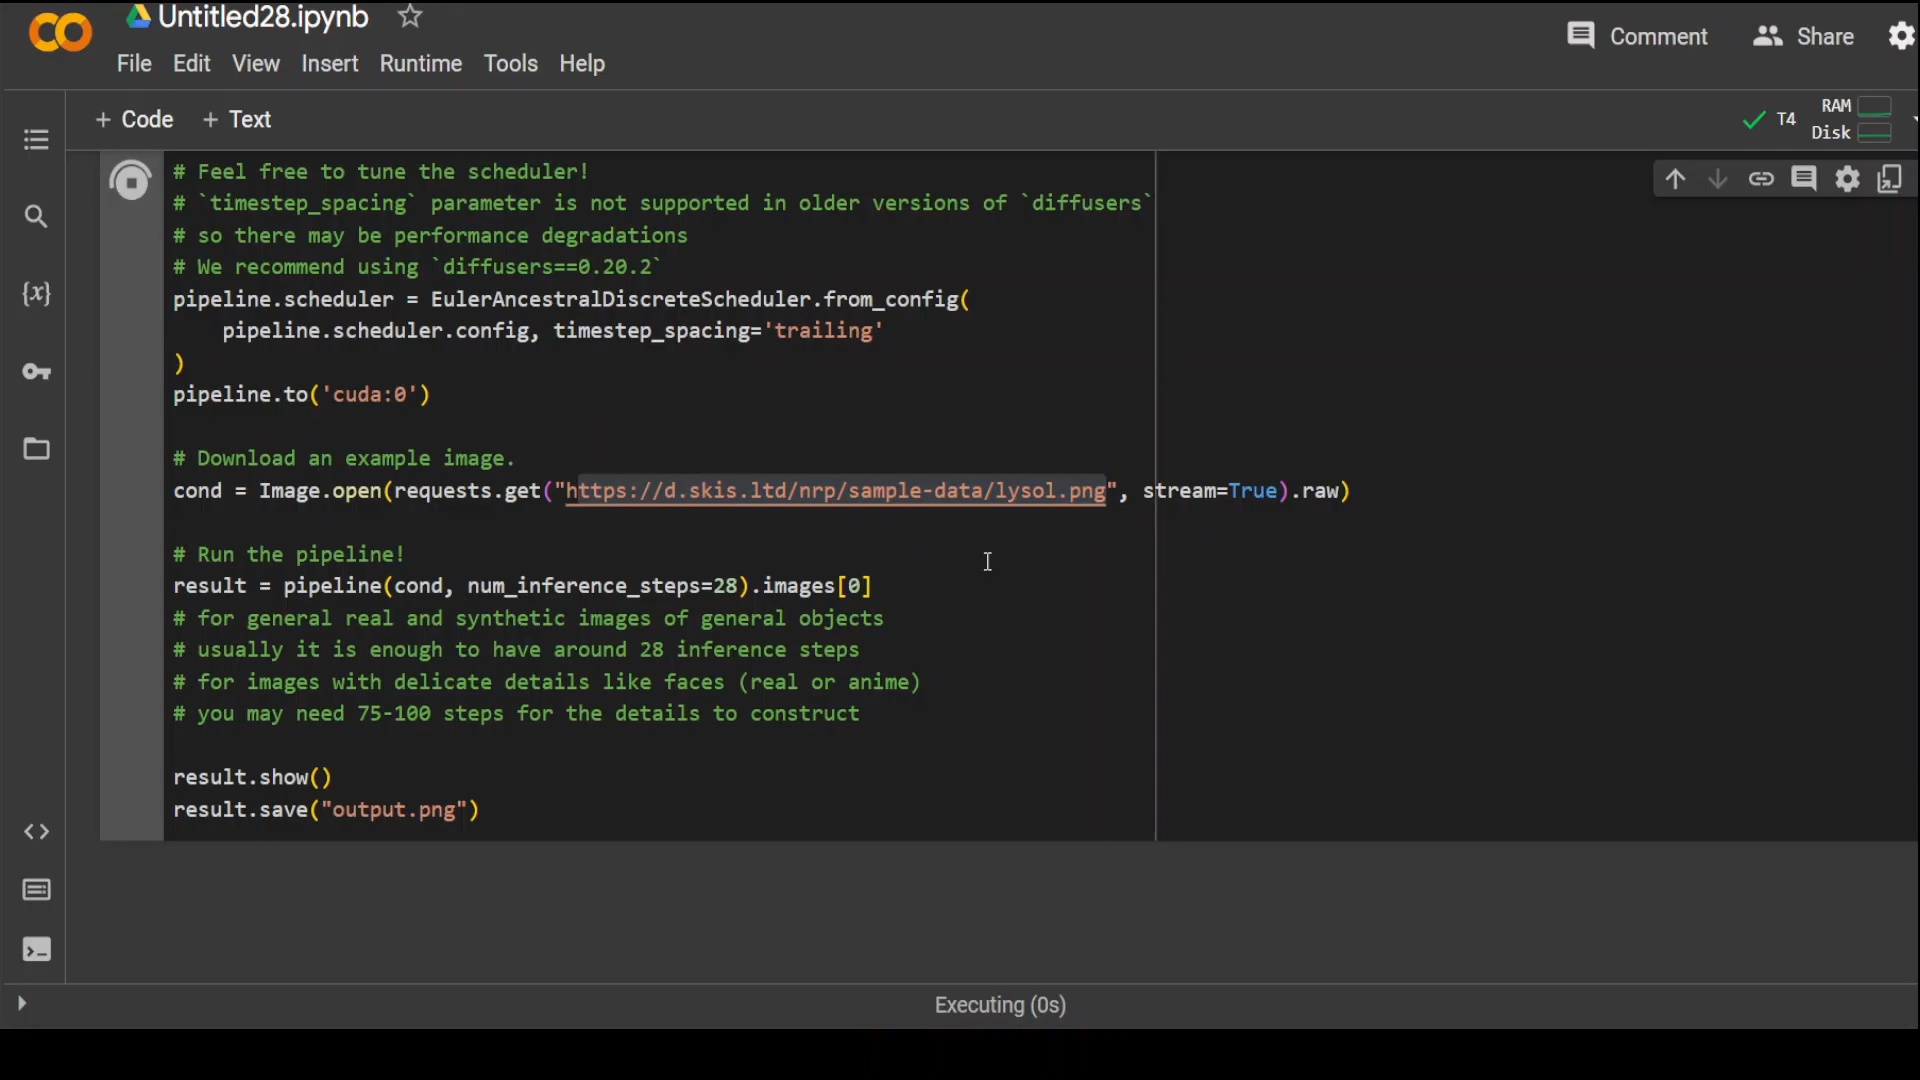 Untitled28.ipynb
Comment
Share
File Edit View Insert Runtime Tools Help
+ Code + Text
T4
RAM
Disk
# Feel free to tune the scheduler!
# `timestep_spacing` parameter is not supported in older versions of `diffusers`
# so there may be performance degradations
# We recommend using `diffusers==0.20.2`
pipeline.scheduler = EulerAncestralDiscreteScheduler.from_config(
    pipeline.scheduler.config, timestep_spacing='trailing'
)
pipeline.to('cuda:0')
# Download an example image.
cond = Image.open(requests.get("https://d.skis.ltd/nrp/sample-data/lysol.png", stream=True).raw)
# Run the pipeline!
result = pipeline(cond, num_inference_steps=28).images[0]
# for general real and synthetic images of general objects
# usually it is enough to have around 28 inference steps
# for images with delicate details like faces (real or anime)
# you may need 75-100 steps for the details to construct
result.show()
result.save("output.png")
Executing (0s)